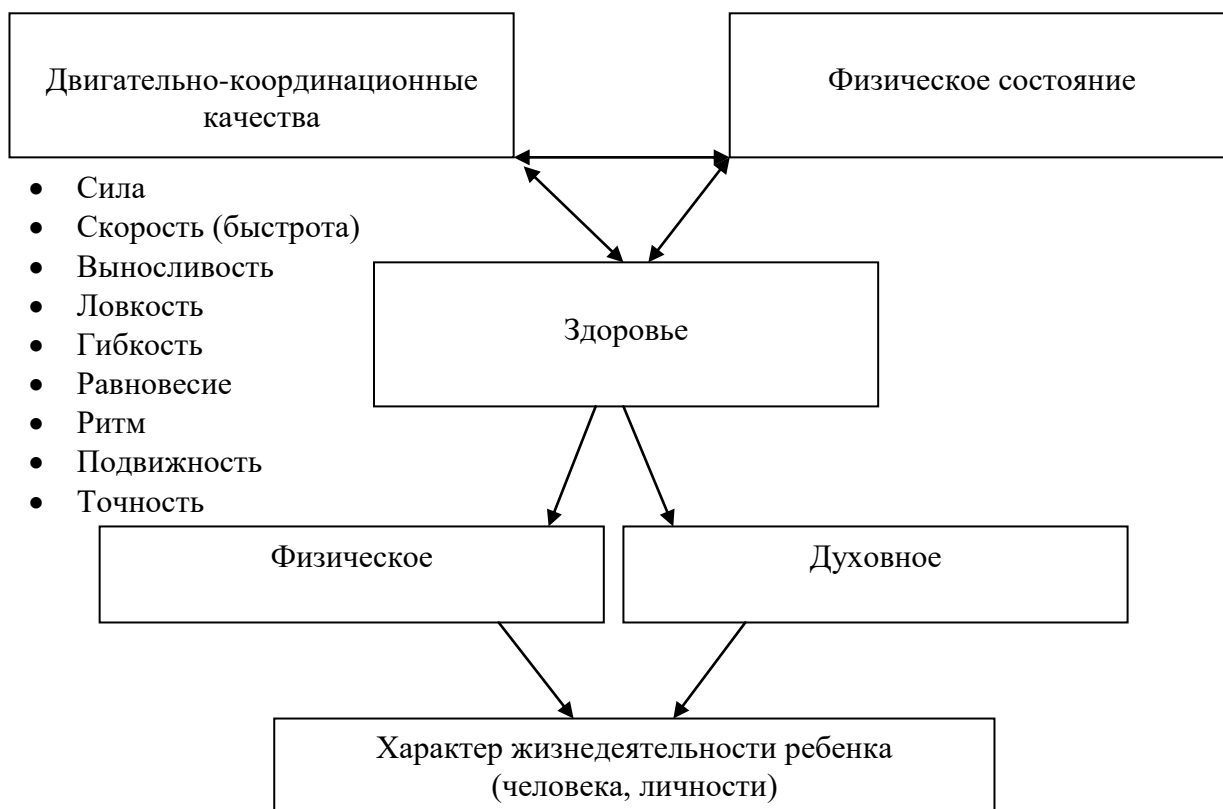 Двигательно-координационные
качества
Физическое состояние
• Сила
• Скорость (быстрота)
• Выносливость
• Ловкость
• Гибкость
• Равновесие
• Ритм
• Подвижность
• Точность
Здоровье
Физическое
Духовное
Характер жизнедеятельности ребенка
(человека, личности)